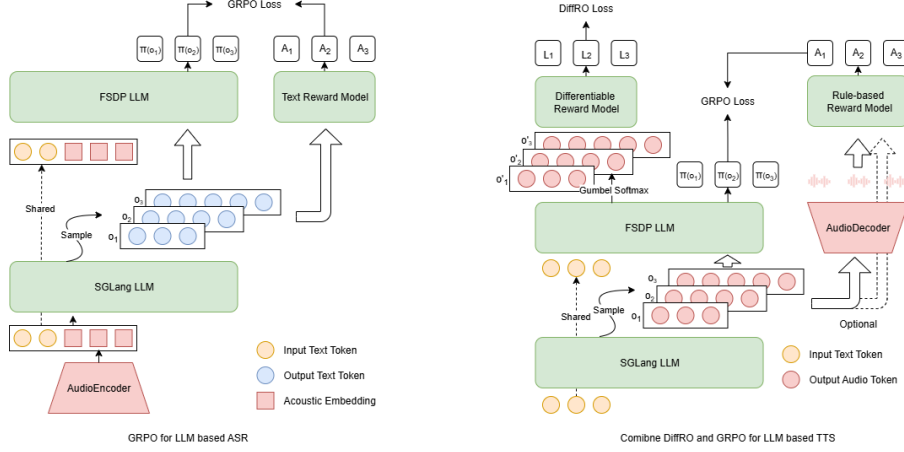 GRPO Loss
π(o₁) π(o₂) π(o₃) A₁ A₂ A₃
FSDP LLM
Text Reward Model
Shared
Sample
o₃
o₂
o₁
SGLang LLM
AudioEncoder
Input Text Token
Output Text Token
Acoustic Embedding
GRPO for LLM based ASR
DiffRO Loss
L₁ L₂ L₃
A₁ A₂ A₃
Differentiable
Reward Model
GRPO Loss
Rule-based
Reward Model
o'₃
o'₂
o'₁
Gumbel Softmax
π(o₁) π(o₂) π(o₃)
FSDP LLM
AudioDecoder
Shared
Sample
o₃
o₂
o₁
Optional
SGLang LLM
Input Text Token
Output Audio Token
Comibne DiffRO and GRPO for LLM based TTS